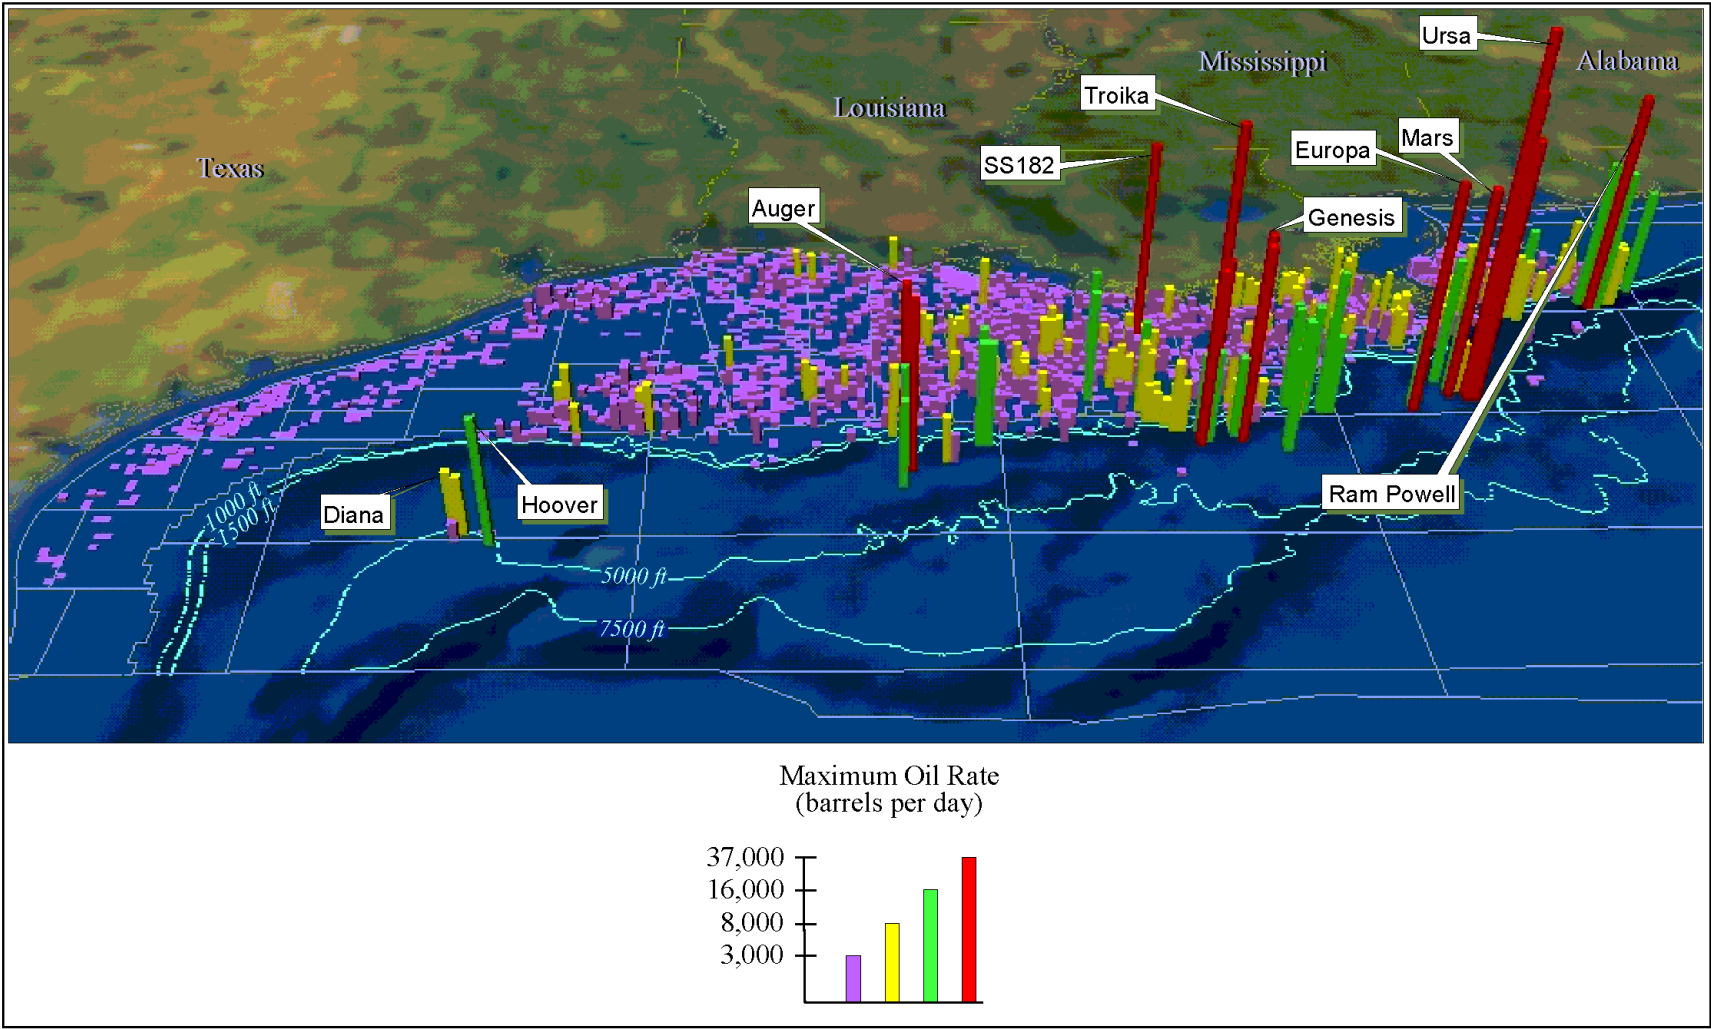 Ursa
Mississippi
Alabama
Troika
Louisiana
Mars
Europa
SS182
Texas
Auger
Genesis
1000 ft
1500 ft
Diana
Hoover
Ram Powell
5000 ft
7500 ft
Maximum Oil Rate
(barrels per day)
37,000
16,000
8,000
3,000